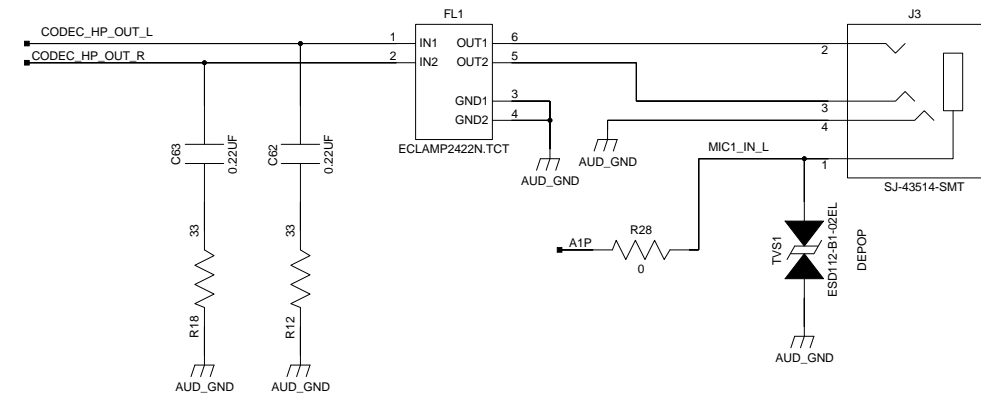 FL1
J3
CODEC_HP_OUT_L
1
IN1
OUT1
6
2
CODEC_HP_OUT_R
2
IN2
OUT2
5
GND1
3
3
GND2
4
4
C63
0.22UF
C62
0.22UF
ECLAMP2422N.TCT
AUD_GND
AUD_GND
MIC1_IN_L
1
SJ-43514-SMT
33
33
A1P
R28
0
TVS1
ESD112-B1-02EL
DEPOP
R18
R12
AUD_GND
AUD_GND
AUD_GND